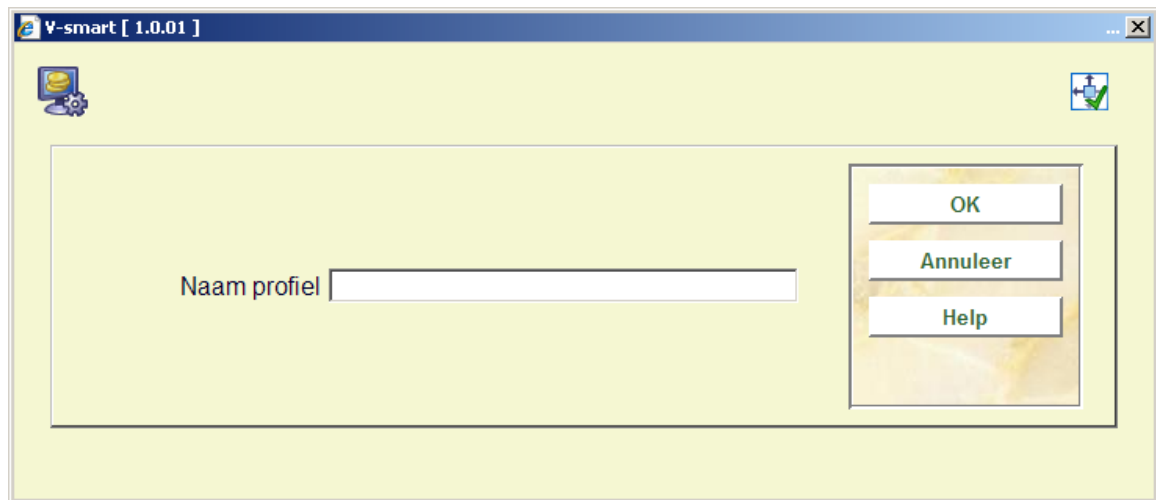 V-smart [ 1.0.01 ]
...
OK
Annuleer
Naam profiel
Help